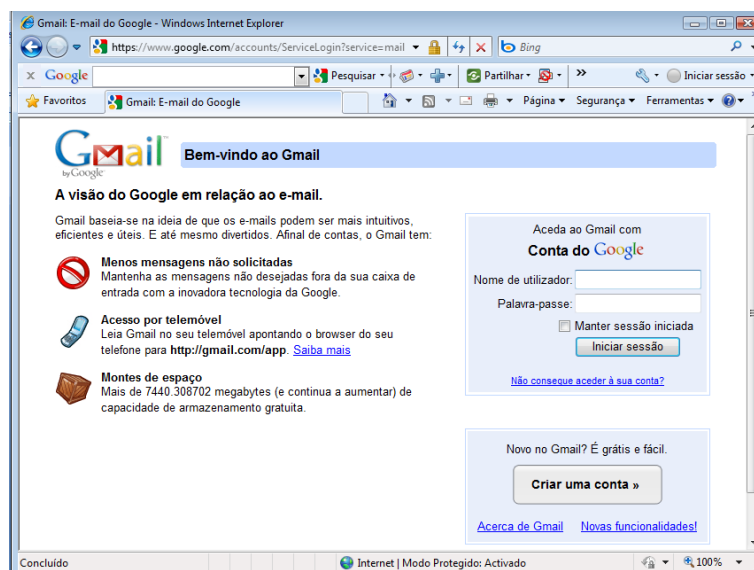 Gmail: E-mail do Google - Windows Internet Explorer
https://www.google.com/accounts/ServiceLogin?service=mail
Bing
x Google
Pesquisar
Partilhar
»
Iniciar sessão
Favoritos
Gmail: E-mail do Google
Página
Segurança
Ferramentas
Gmail™
by Google
Bem-vindo ao Gmail
A visão do Google em relação ao e-mail.
Gmail baseia-se na ideia de que os e-mails podem ser mais intuitivos,
eficientes e úteis. E até mesmo divertidos. Afinal de contas, o Gmail tem:
Menos mensagens não solicitadas
Mantenha as mensagens não desejadas fora da sua caixa de
entrada com a inovadora tecnologia da Google.
Acesso por telemóvel
Leia Gmail no seu telemóvel apontando o browser do seu
telefone para http://gmail.com/app. Saiba mais
Montes de espaço
Mais de 7440.308702 megabytes (e continua a aumentar) de
capacidade de armazenamento gratuita.
Aceda ao Gmail com
Conta do Google
Nome de utilizador:
Palavra-passe:
Manter sessão iniciada
Iniciar sessão
Não consegue aceder à sua conta?
Novo no Gmail? É grátis e fácil.
Criar uma conta »
Acerca de Gmail
Novas funcionalidades!
Concluído
Internet | Modo Protegido: Activado
100%